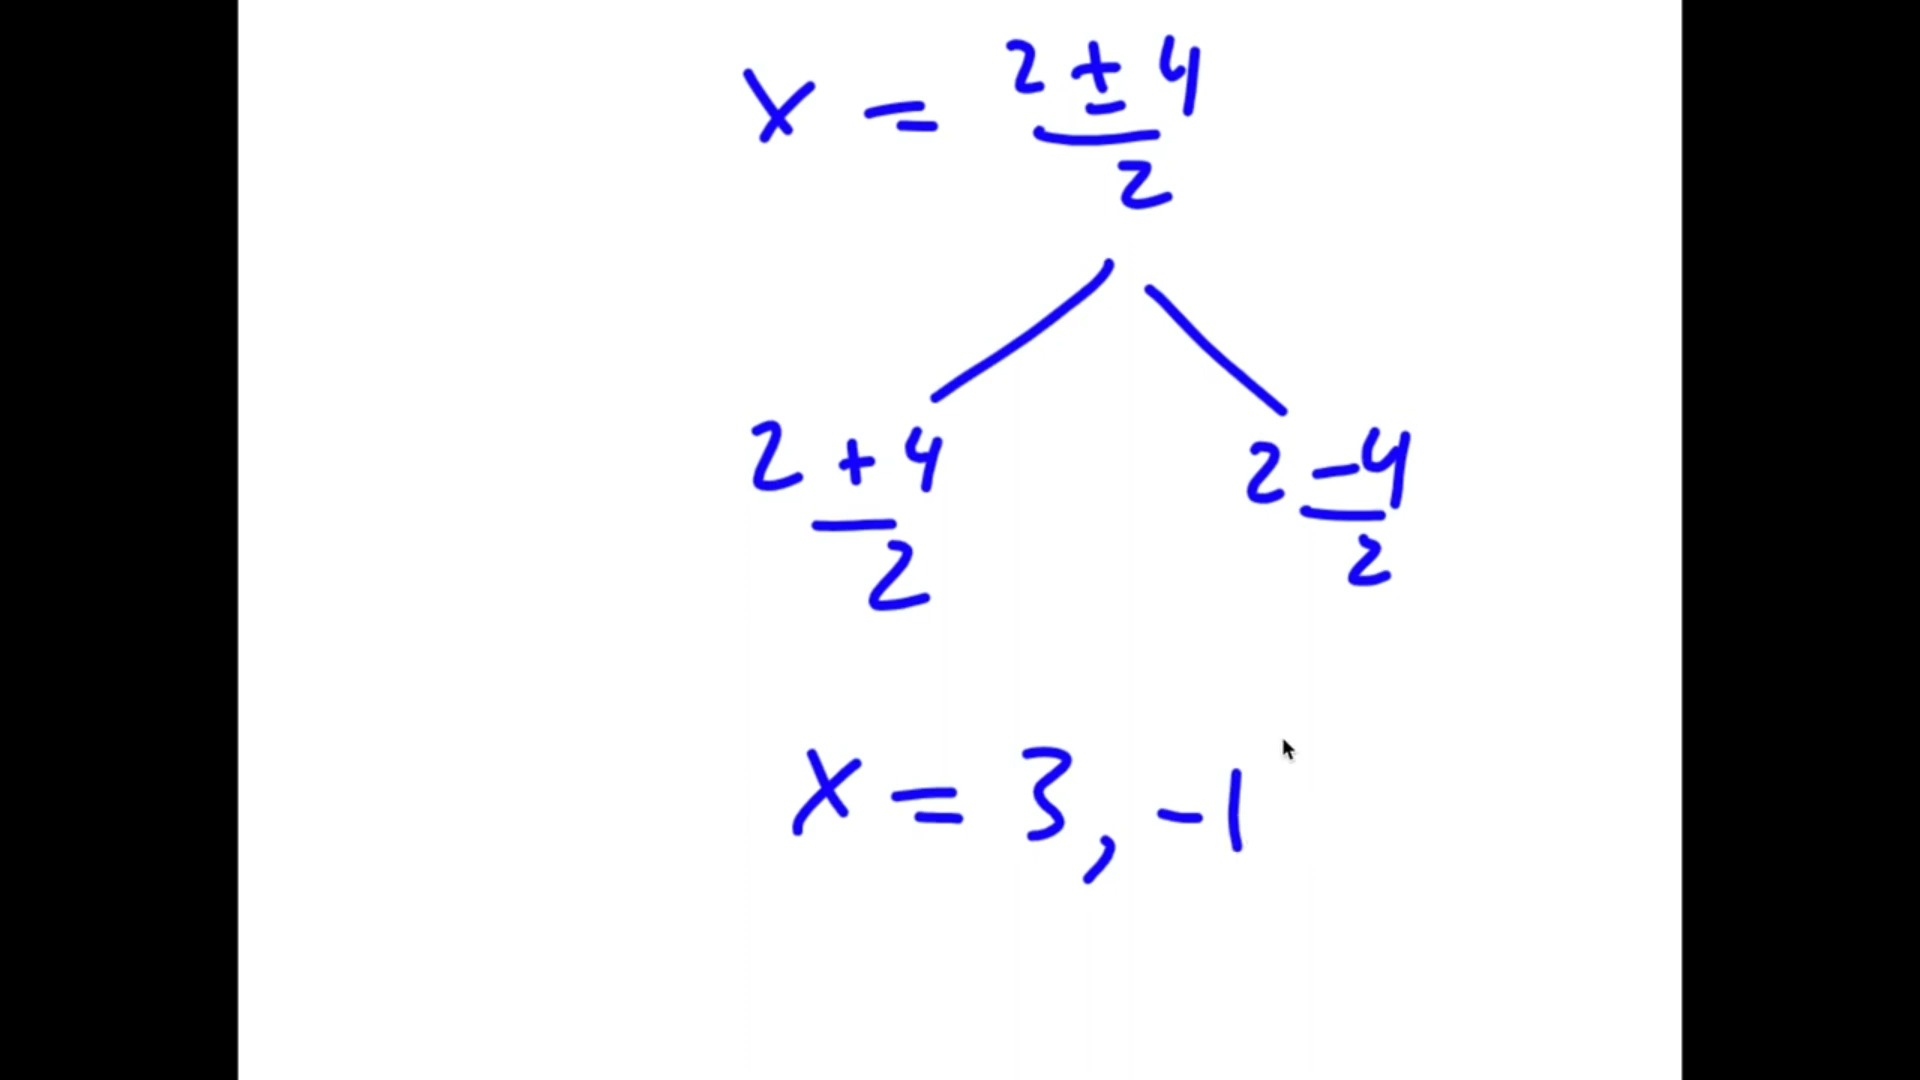 x = 2 ± 4 / 2
2 + 4 / 2    2 - 4 / 2
x = 3, -1